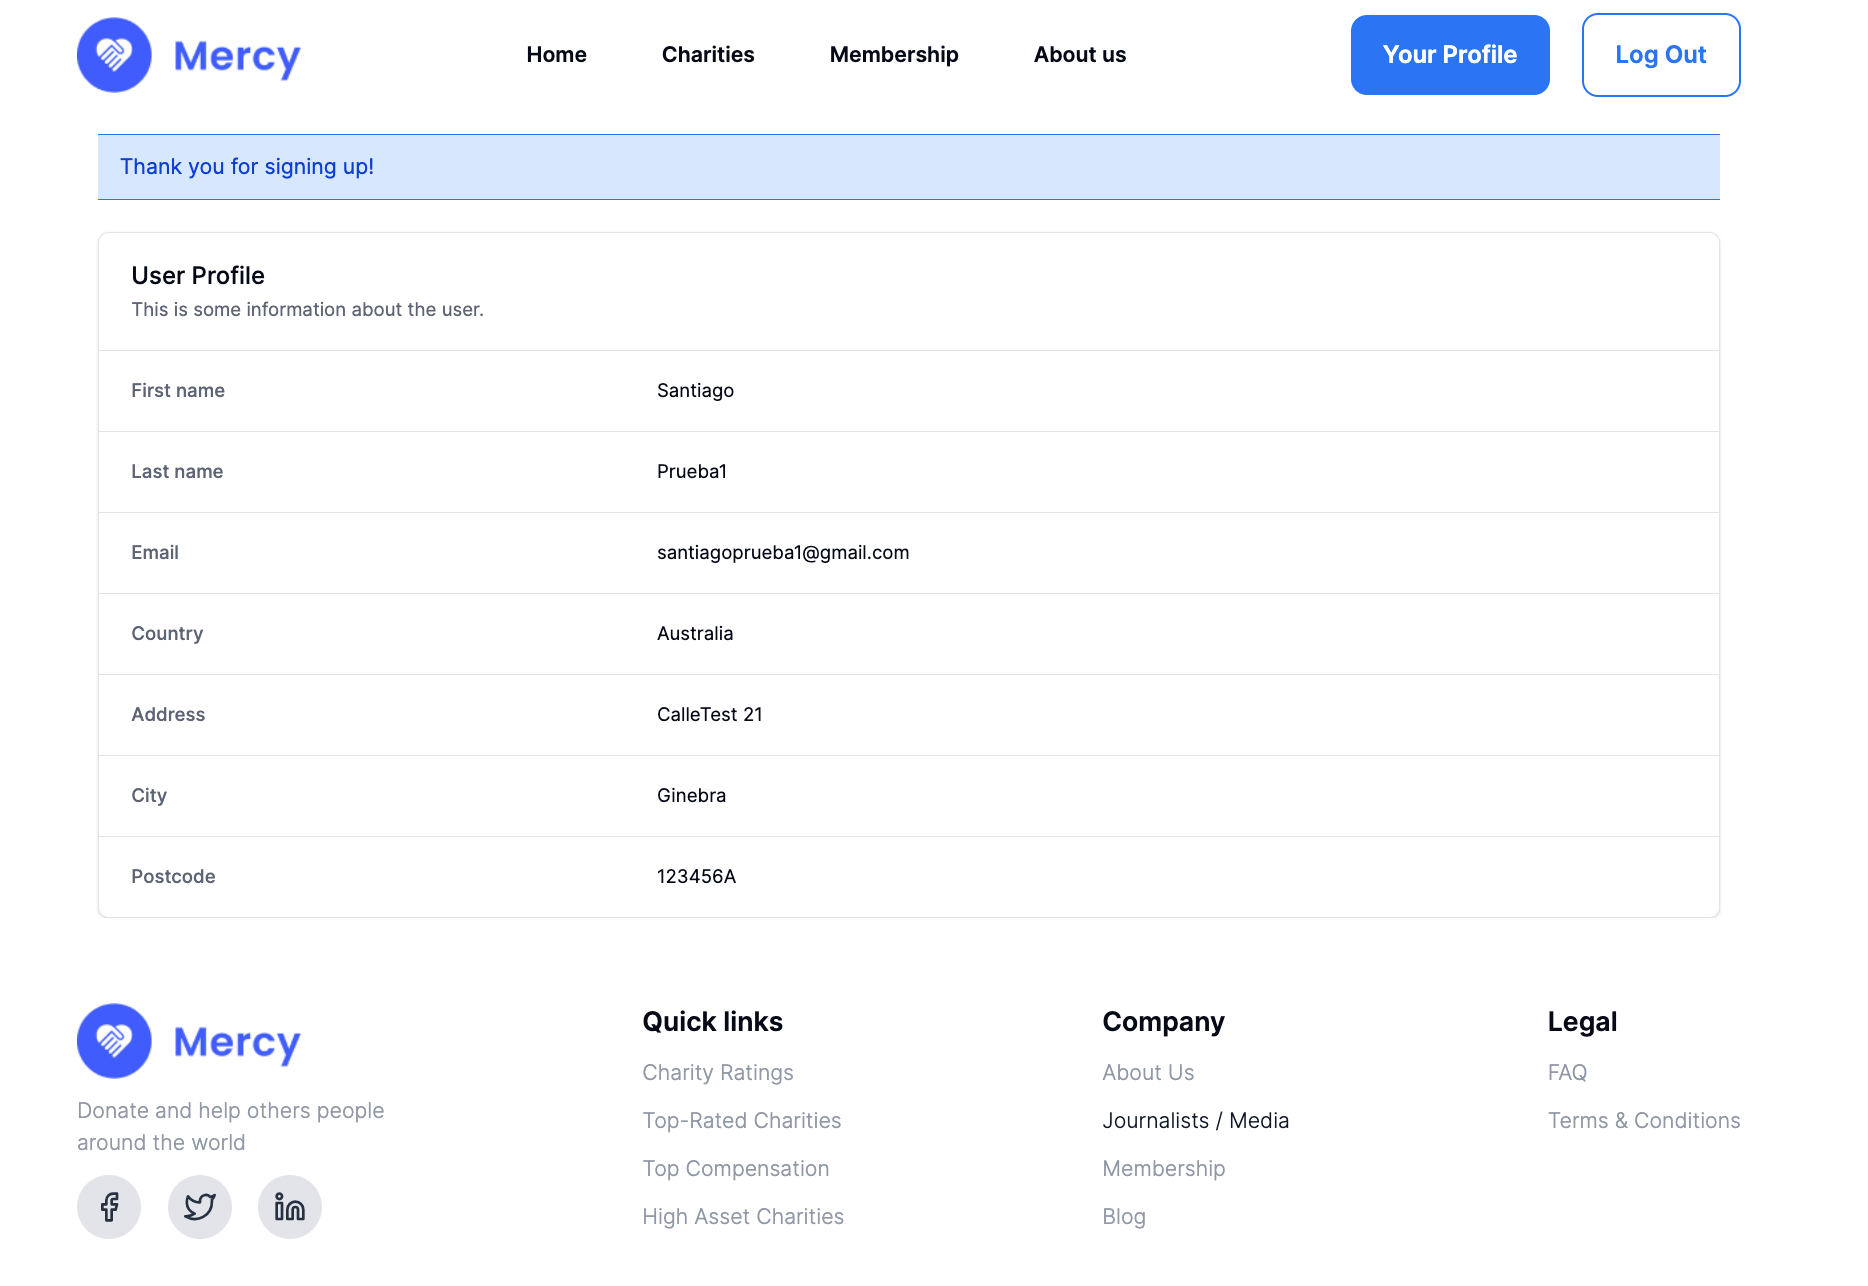 Mercy
Home Charities Membership About us Your Profile Log Out
Thank you for signing up!
User Profile
This is some information about the user.
First name Santiago
Last name Prueba1
Email santiagoprueba1@gmail.com
Country Australia
Address CalleTest 21
City Ginebra
Postcode 123456A
Mercy
Donate and help others people
around the world
Quick links
Charity Ratings
Top-Rated Charities
Top Compensation
High Asset Charities
Company
About Us
Journalists / Media
Membership
Blog
Legal
FAQ
Terms & Conditions